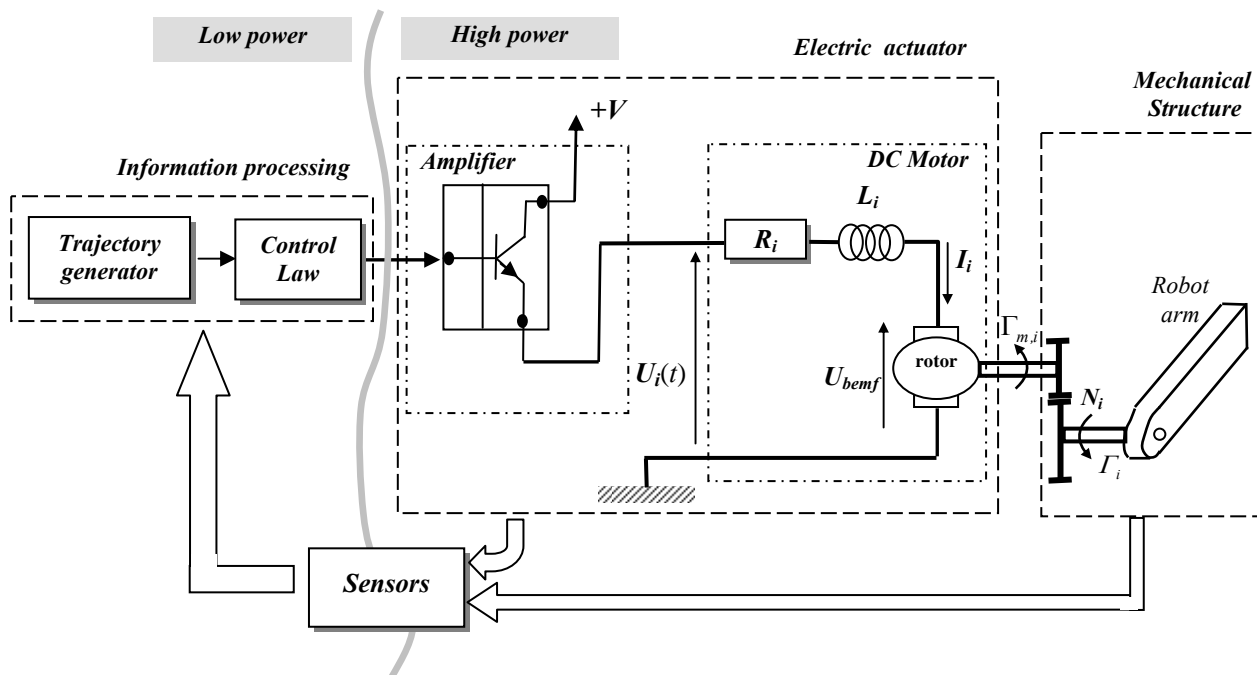 Low power
High power
Electric actuator
Mechanical
Structure
+V
Information processing
Amplifier
DC Motor
Trajectory
generator
Control
Law
R_i
L_i
I_i
Robot
arm
U_i(t)
U_bemf
rotor
Γ_m,i
N_i
Γ_i
Sensors